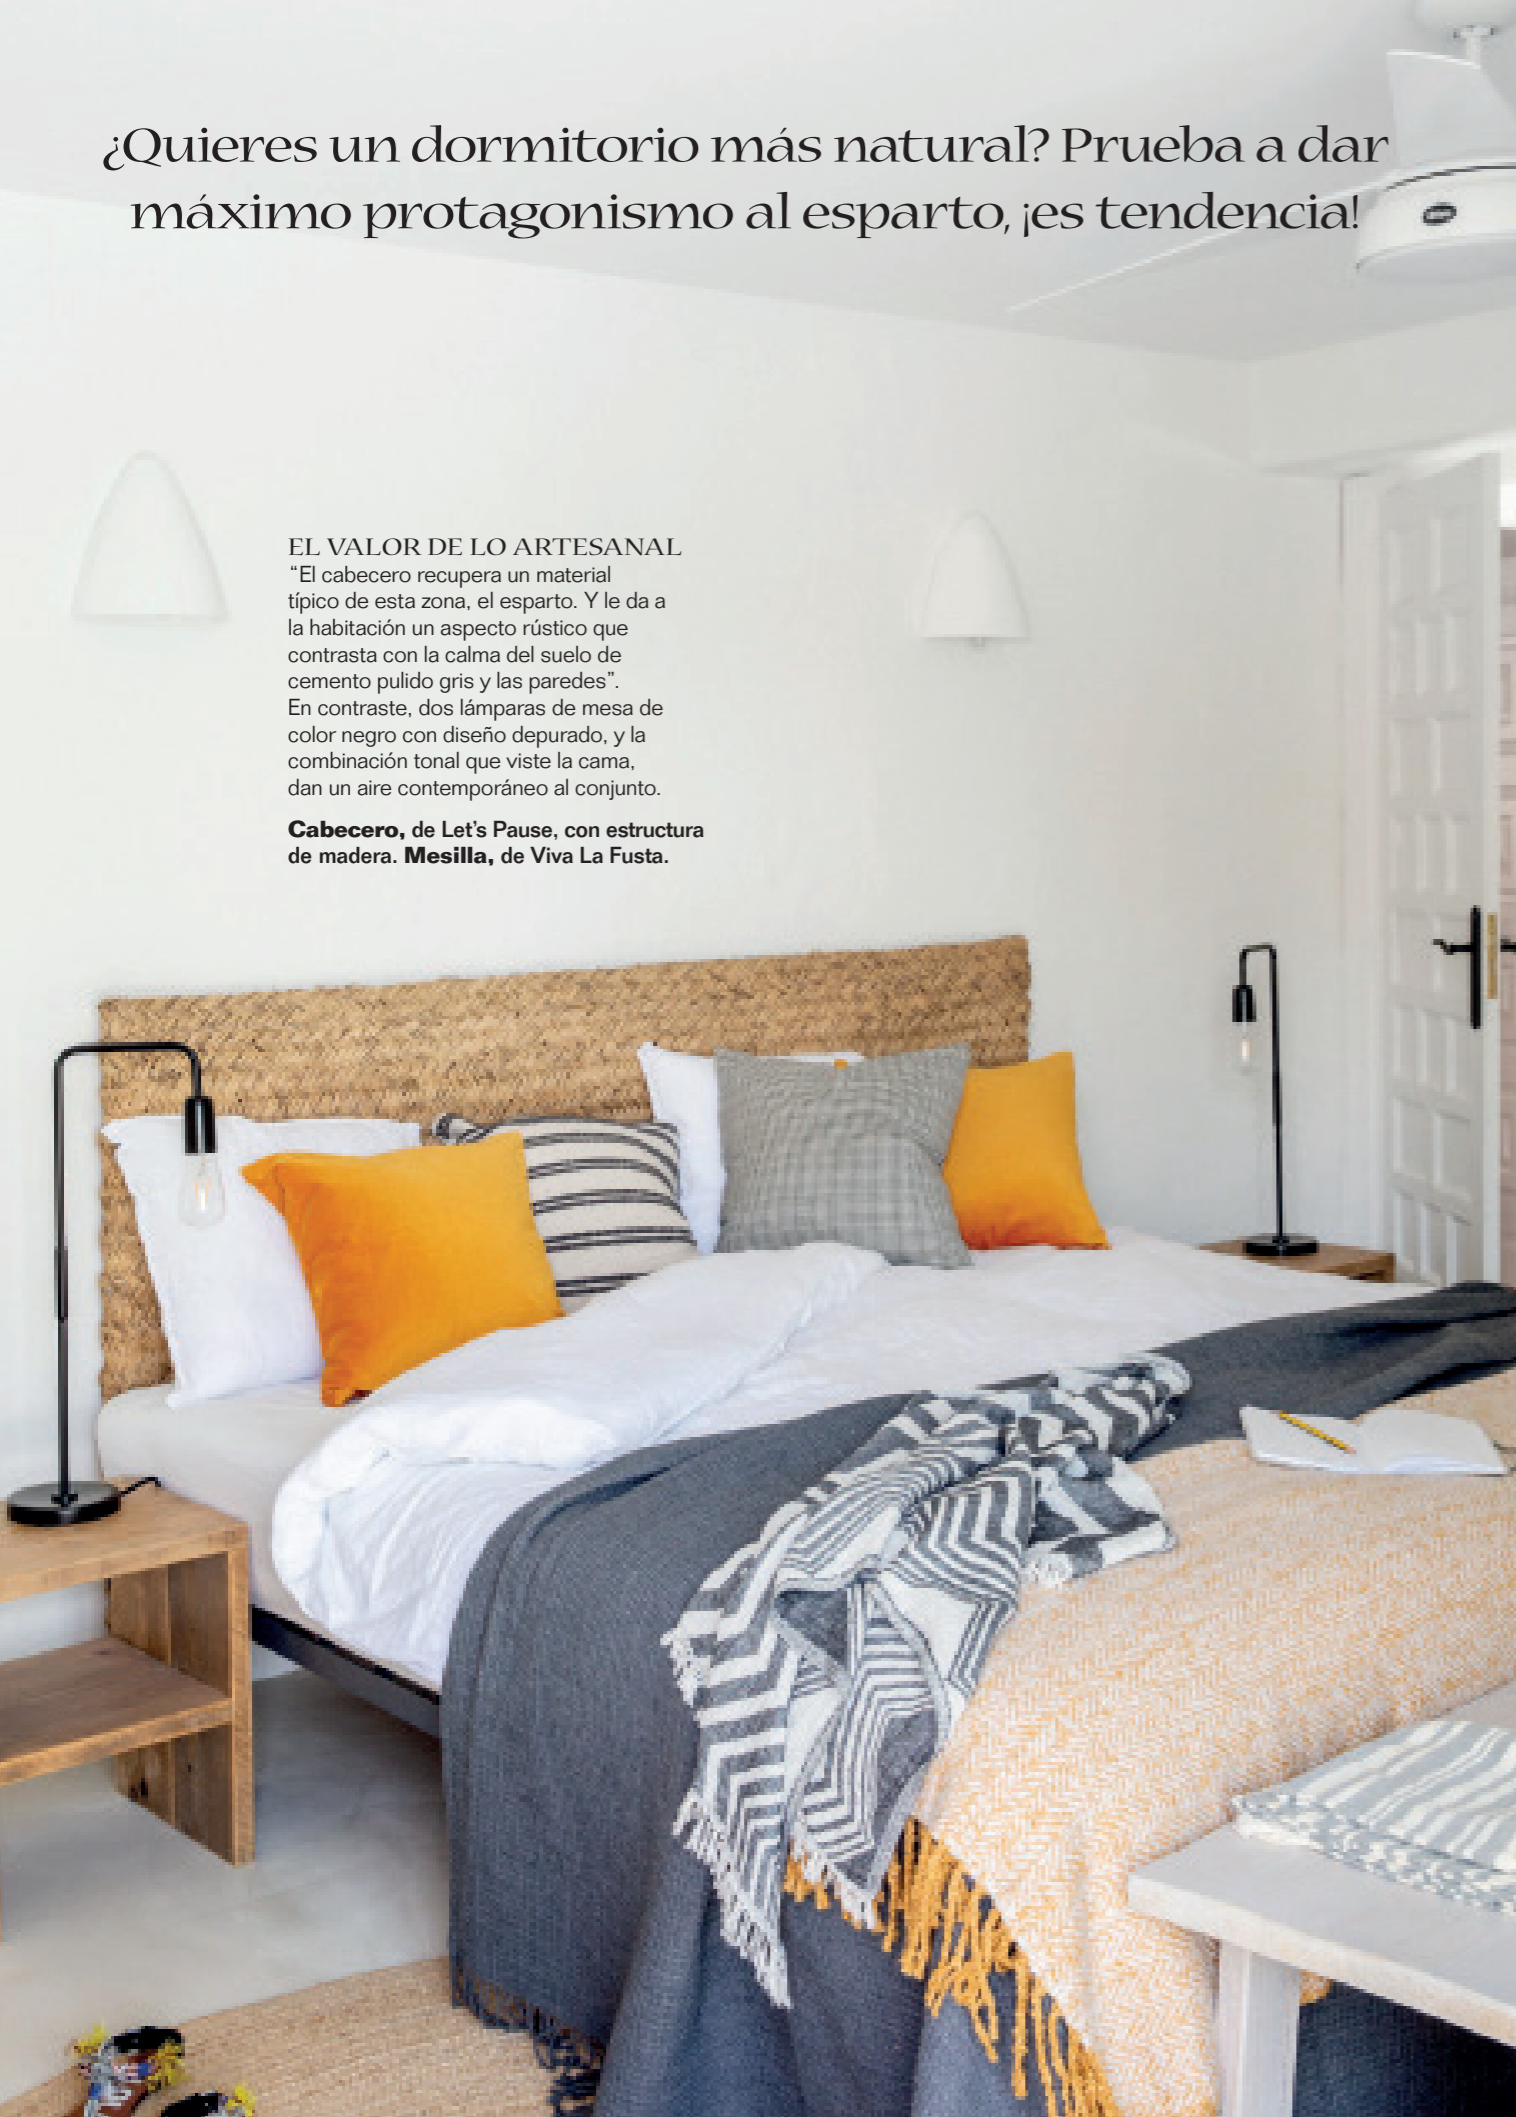 ¿Quieres un dormitorio más natural? Prueba a dar
máximo protagonismo al esparto, ¡es tendencia!
EL VALOR DE LO ARTESANAL
“El cabecero recupera un material
típico de esta zona, el esparto. Y le da a
la habitación un aspecto rústico que
contrasta con la calma del suelo de
cemento pulido gris y las paredes”.
En contraste, dos lámparas de mesa de
color negro con diseño depurado, y la
combinación tonal que viste la cama,
dan un aire contemporáneo al conjunto.
Cabecero, de Let’s Pause, con estructura
de madera. Mesilla, de Viva La Fusta.